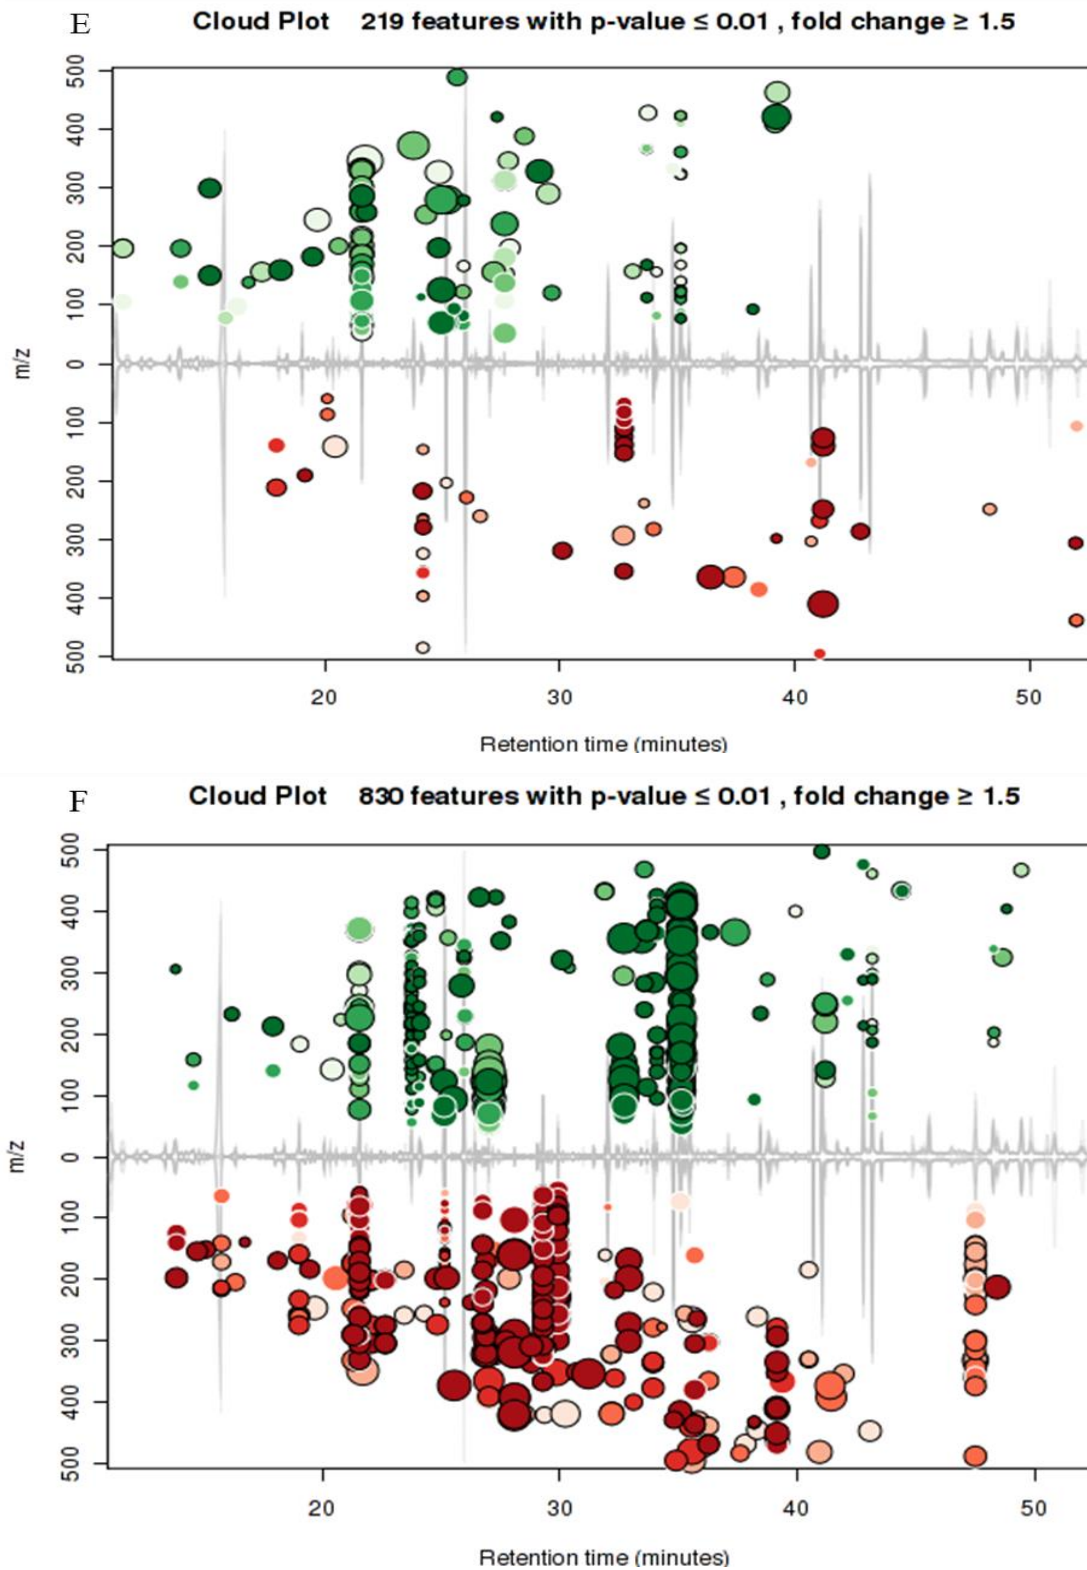 E
Cloud Plot 219 features with p-value ≤ 0.01 , fold change ≥ 1.5
500
400
300
200
100
0
100
200
300
400
500
m/z
20 30 40 50
Retention time (minutes)
F
Cloud Plot 830 features with p-value ≤ 0.01 , fold change ≥ 1.5
500
400
300
200
100
0
100
200
300
400
500
m/z
20 30 40 50
Retention time (minutes)